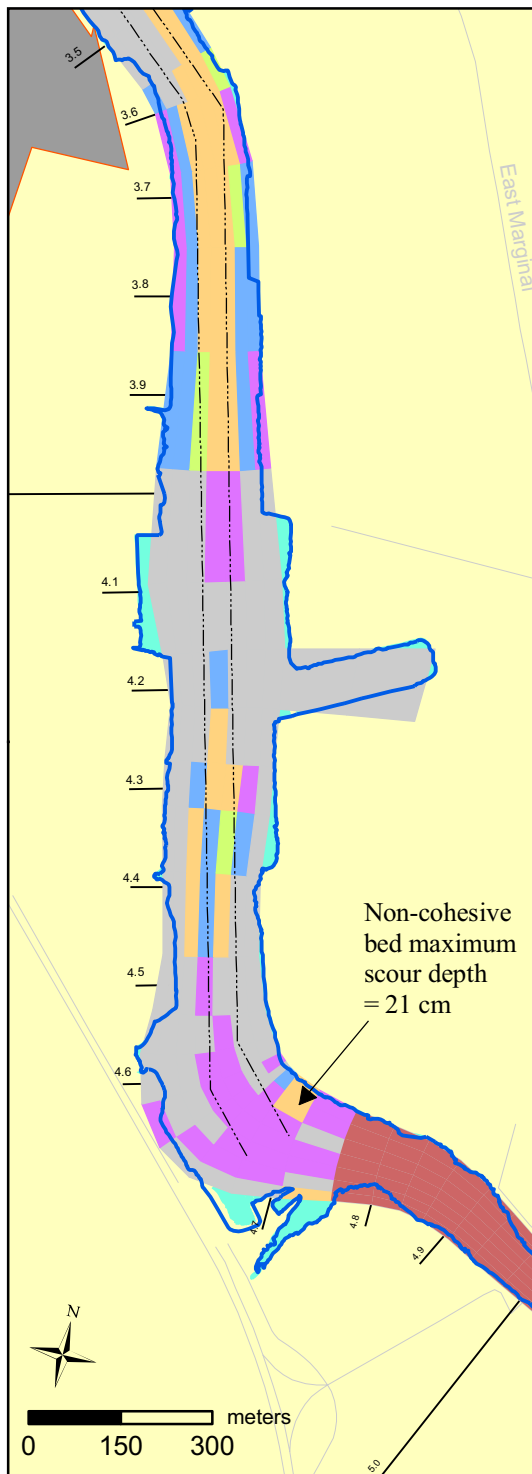 3.5
3.6
3.7
East Marginal
3.8
3.9
4.1
4.2
4.3
4.4
Non-cohesive
bed maximum
scour depth
= 21 cm
4.5
4.6
4.7
4.8
4.9
N
meters
0 150 300
5.0